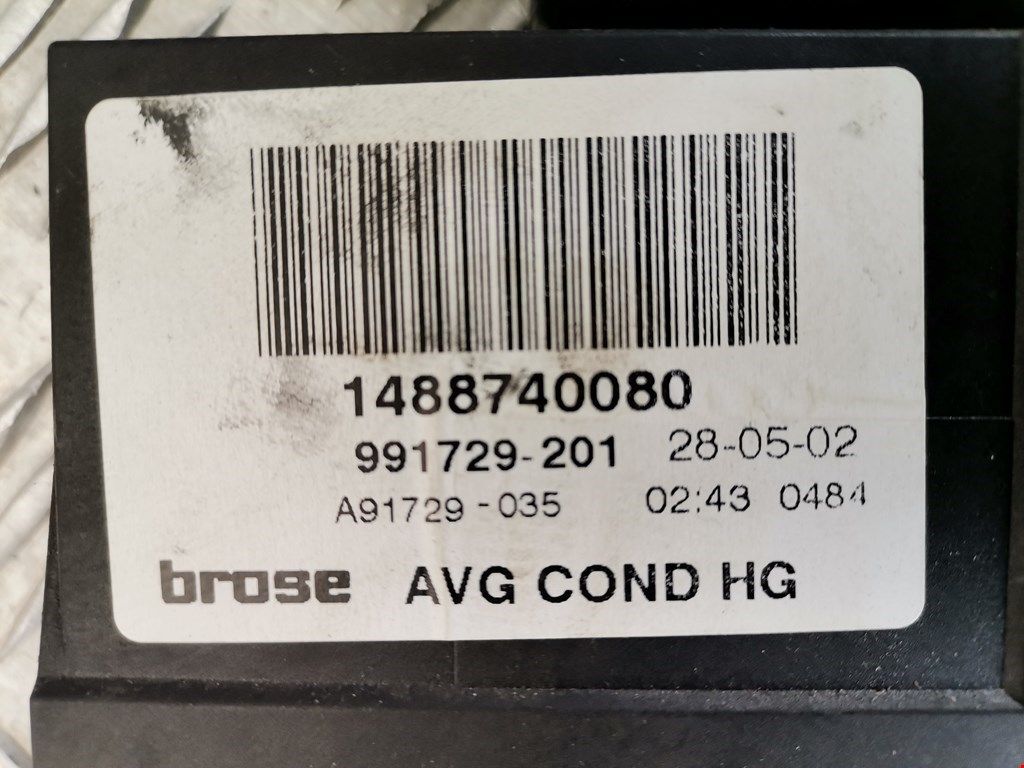 1488740080
991729-201 28-05-02
A91729-035 02:43 0484
brose AVG COND HG